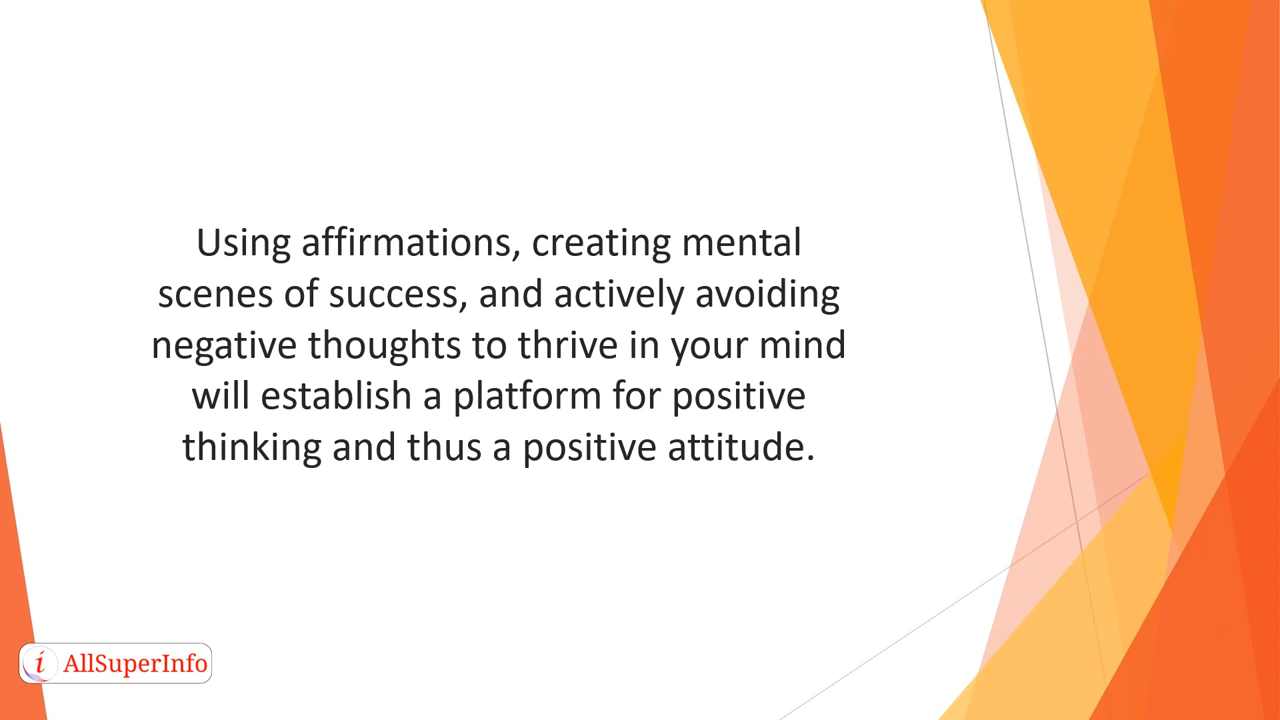 Using affirmations, creating mental
scenes of success, and actively avoiding
negative thoughts to thrive in your mind
will establish a platform for positive
thinking and thus a positive attitude.
i AllSuperInfo